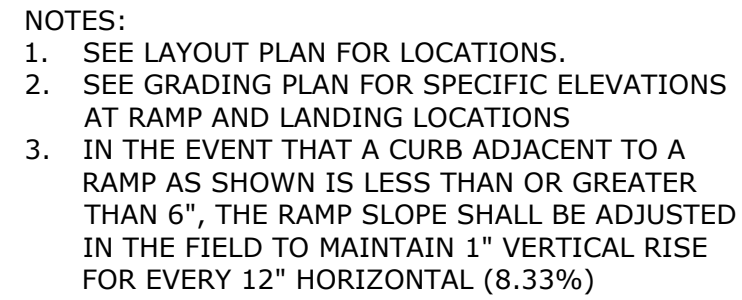 NOTES:
1. SEE LAYOUT PLAN FOR LOCATIONS.
2. SEE GRADING PLAN FOR SPECIFIC ELEVATIONS
AT RAMP AND LANDING LOCATIONS
3. IN THE EVENT THAT A CURB ADJACENT TO A
RAMP AS SHOWN IS LESS THAN OR GREATER
THAN 6", THE RAMP SLOPE SHALL BE ADJUSTED
IN THE FIELD TO MAINTAIN 1" VERTICAL RISE
FOR EVERY 12" HORIZONTAL (8.33%)